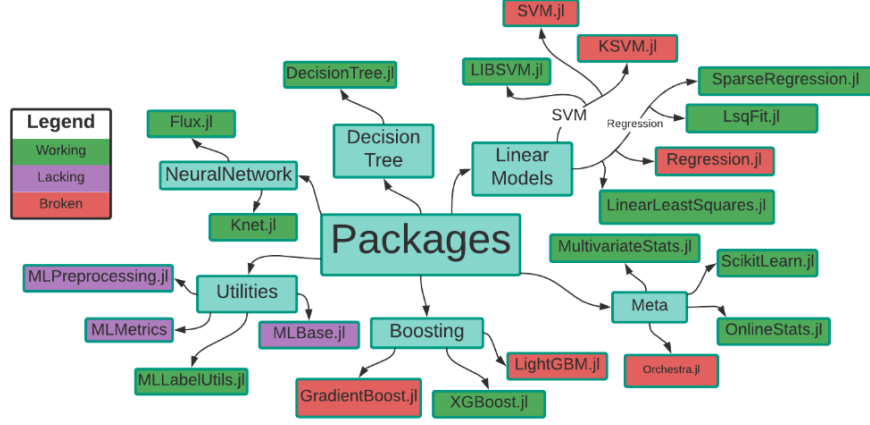 SVM.jl
KSVM.jl
LIBSVM.jl
DecisionTree.jl
SparseRegression.jl
LsqFit.jl
SVM
Regression
Legend
Working
Lacking
Broken
Flux.jl
NeuralNetwork
Knet.jl
Decision
Tree
Linear
Models
Regression.jl
LinearLeastSquares.jl
Packages
MultivariateStats.jl
ScikitLearn.jl
Meta
OnlineStats.jl
Orchestra.jl
MLPreprocessing.jl
Utilities
MLMetrics
MLBase.jl
MLLabelUtils.jl
Boosting
LightGBM.jl
GradientBoost.jl
XGBoost.jl